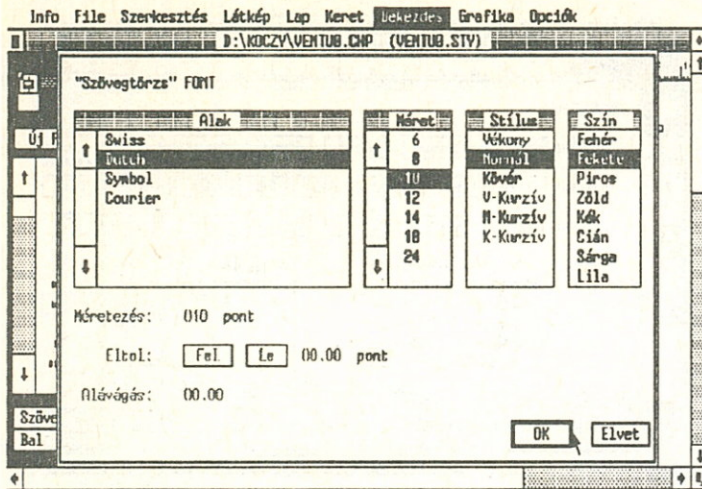 Info File Szerkesztés Látkép Lap Keret Bekezdés Grafika Opciók
D:\KOCZY\VENTUB.CHP (VENTUB.STY)
"Szövegtörzs" FONT
Alak
Swiss
Dutch
Symbol
Courier
Méret
6
8
10
12
14
18
24
Stílus
Vékony
Normál
Kövér
V-Kurzív
M-Kurzív
K-Kurzív
Szín
Fehér
Fekete
Piros
Zöld
Kék
Cián
Sárga
Lila
Méretezés: 010 pont
Eltol: Fel Le 00.00 pont
Alávágás: 00.00
OK Elvet
Új F
Szöve
Bal